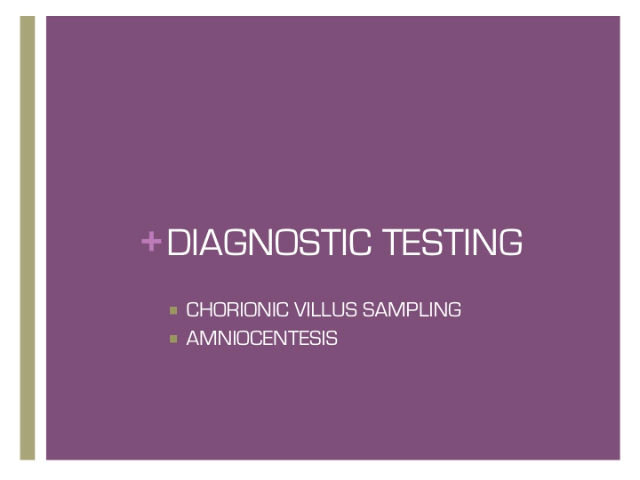 +DIAGNOSTIC TESTING
▪ CHORIONIC VILLUS SAMPLING
▪ AMNIOCENTESIS